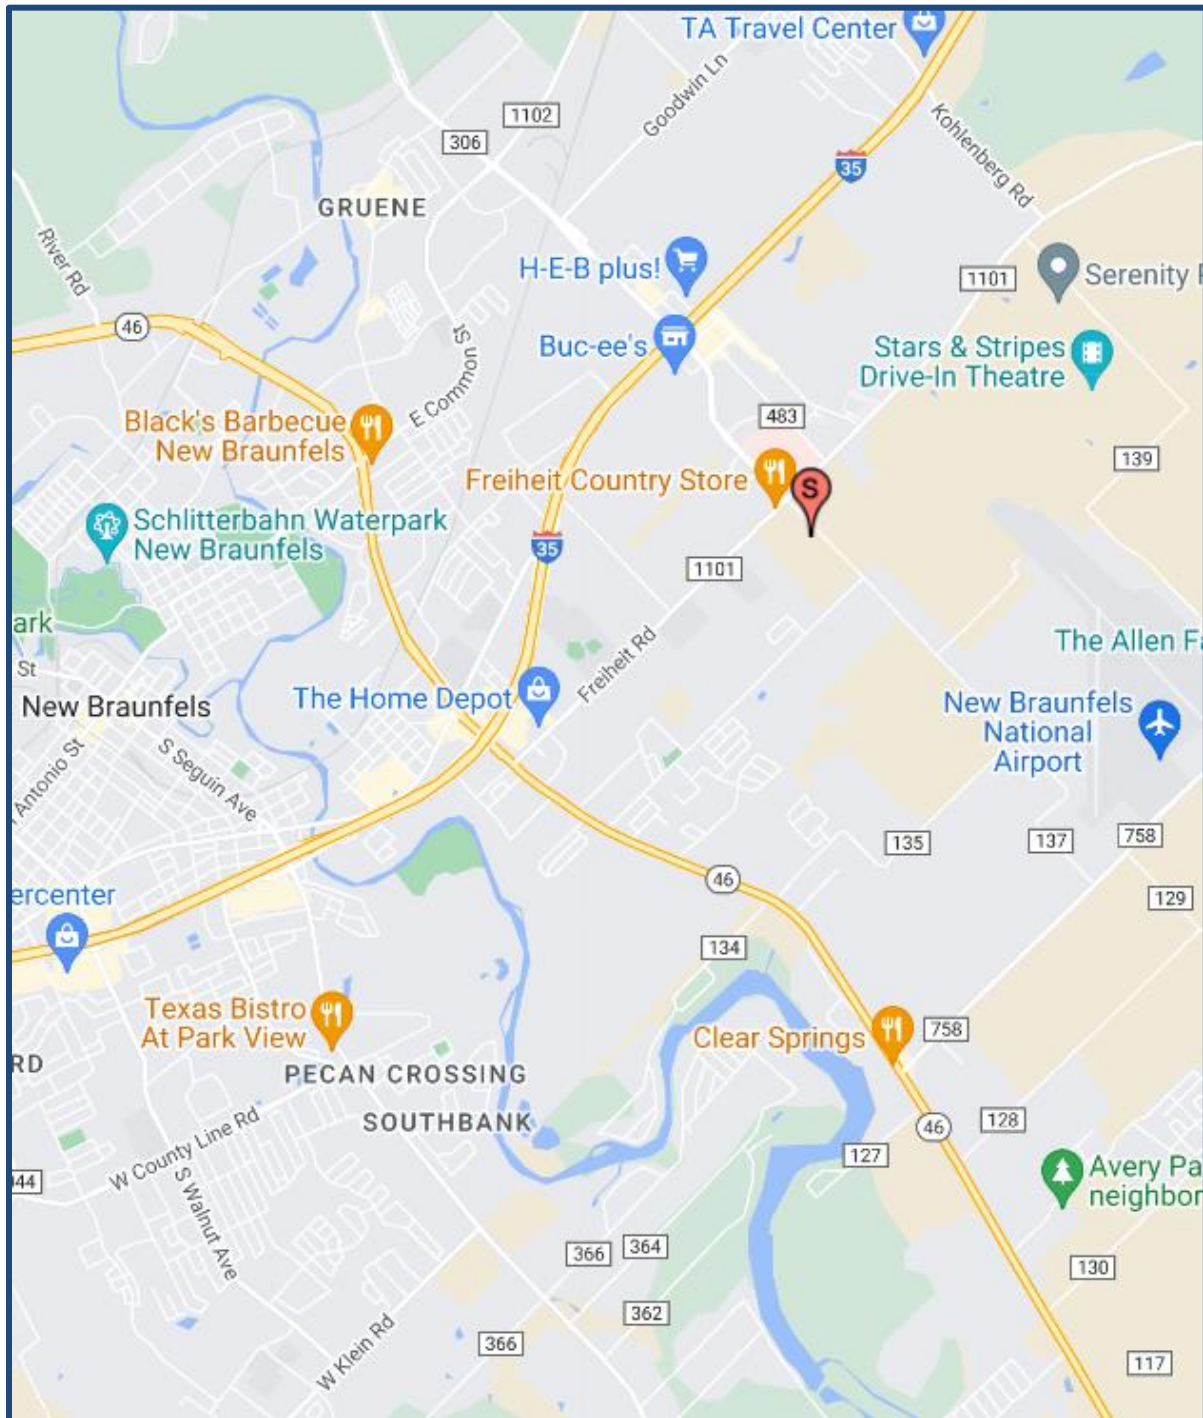 TA Travel Center
Goodwin Ln
1102
306
Kohlenberg Rd
35
GRUENE
River Rd
H-E-B plus!
1101
Serenity
46
Buc-ee's
Stars & Stripes
Drive-In Theatre
E Common St
483
Black's Barbecue
New Braunfels
139
Freiheit Country Store
S
Schlitterbahn Waterpark
New Braunfels
35
1101
ark
St
Freiheit Rd
The Allen Fa
The Home Depot
New Braunfels
New Braunfels
National
Airport
S Seguin Ave
Antonio St
135
137
758
46
ercenter
129
134
Texas Bistro
At Park View
Clear Springs
758
RD
PECAN CROSSING
SOUTHBANK
128
46
W County Line Rd
127
Avery Pa
neighbor
044
S Walnut Ave
366
364
130
362
366
W Klein Rd
117